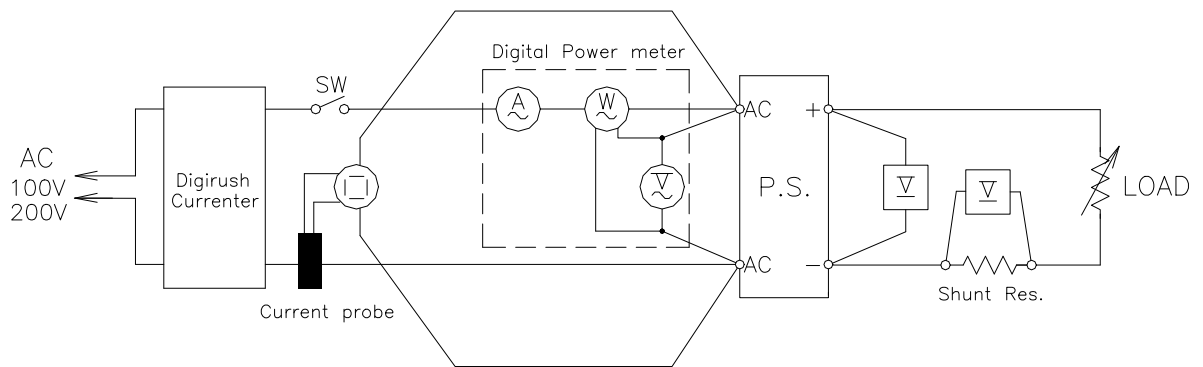 Digital Power meter
SW
A
W
AC
+
AC
100V
200V
Digirush
Currenter
V
P.S.
V
V
LOAD
AC
−
Shunt Res.
Current probe